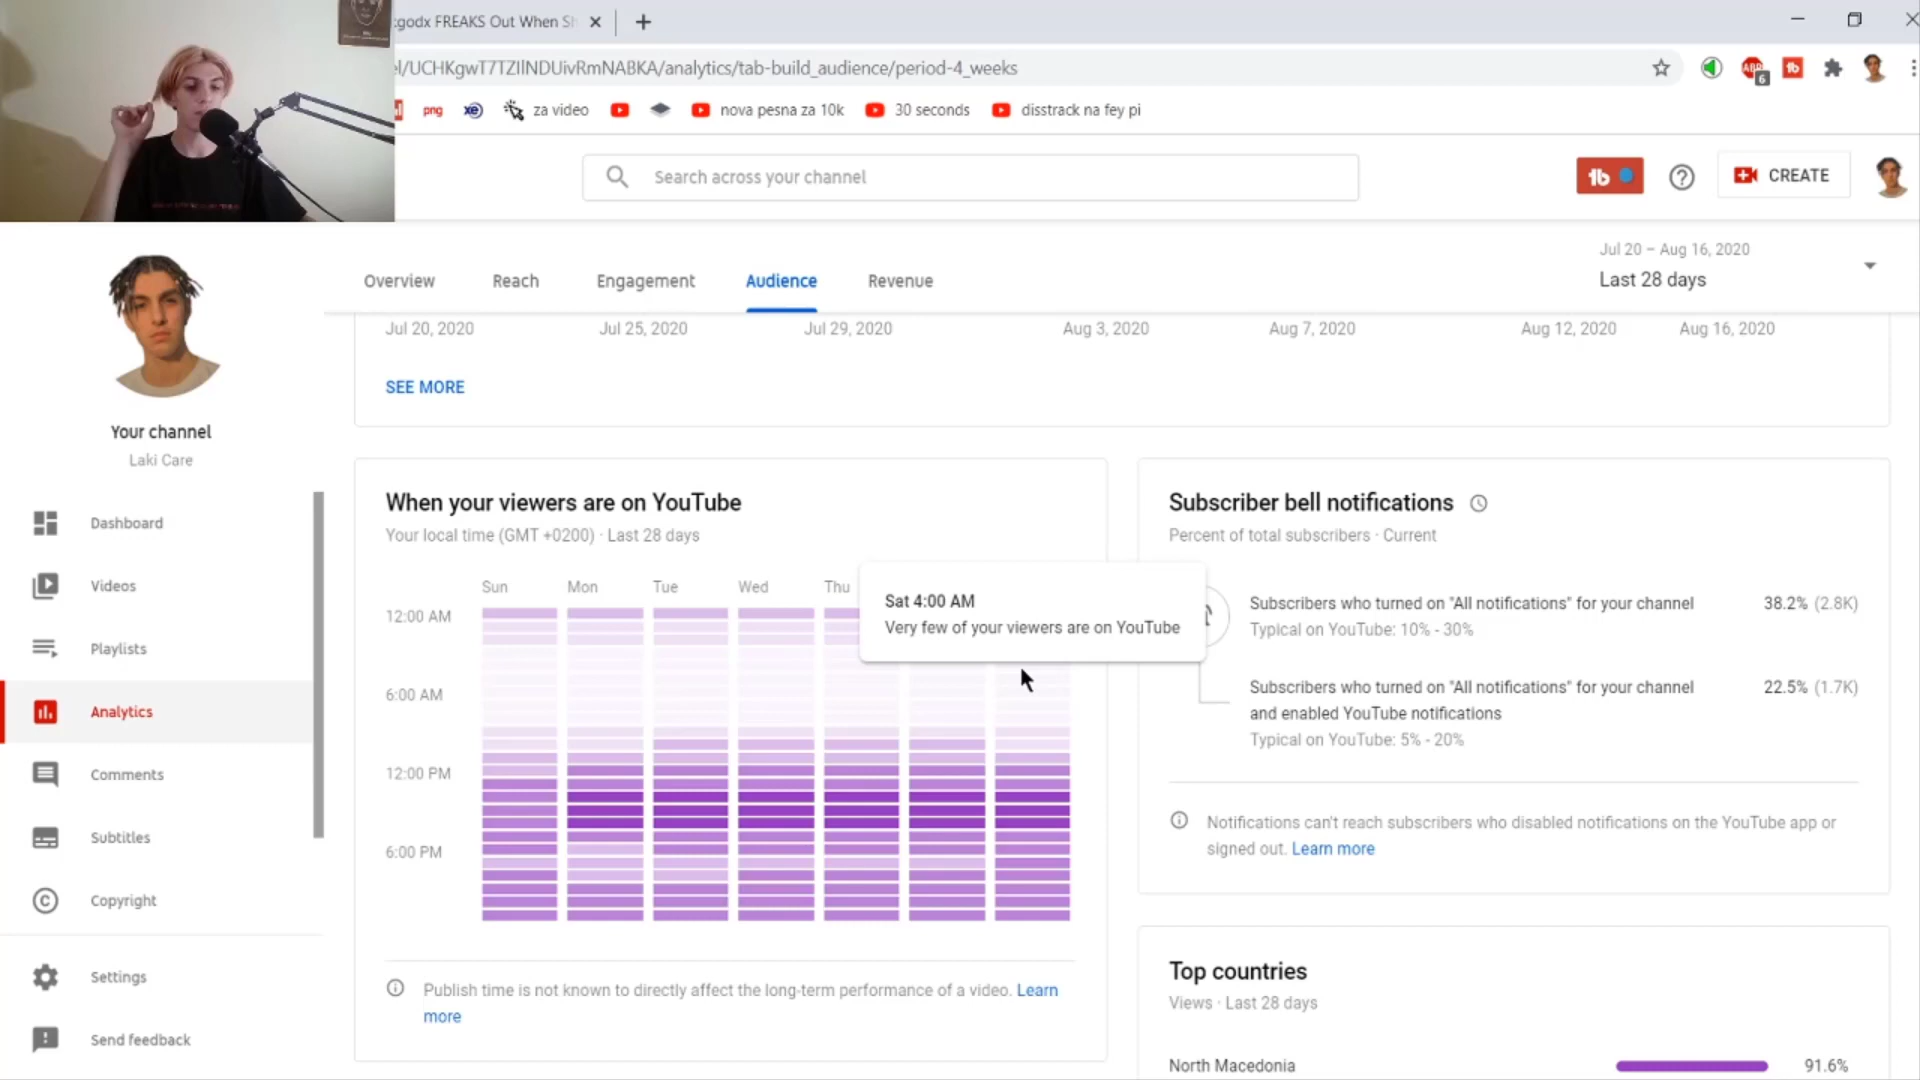 godx FREAKS Out When Sh
el/UCHKgwT7TZIlNDUivRmNABKA/analytics/tab-build_audience/period-4_weeks
ABP
6
tb
png
xe
za video
nova pesna za 10k
30 seconds
disstrack na fey pi
Search across your channel
tb
CREATE
Jul 20 – Aug 16, 2020
Last 28 days
Overview
Reach
Engagement
Audience
Revenue
Jul 20, 2020
Jul 25, 2020
Jul 29, 2020
Aug 3, 2020
Aug 7, 2020
Aug 12, 2020
Aug 16, 2020
SEE MORE
Your channel
Laki Care
Dashboard
Videos
Playlists
Analytics
Comments
Subtitles
Copyright
Settings
Send feedback
When your viewers are on YouTube
Your local time (GMT +0200) · Last 28 days
Sun
Mon
Tue
Wed
Thu
12:00 AM
6:00 AM
12:00 PM
6:00 PM
Sat 4:00 AM
Very few of your viewers are on YouTube
Publish time is not known to directly affect the long-term performance of a video. Learn
more
Subscriber bell notifications
Percent of total subscribers · Current
Subscribers who turned on "All notifications" for your channel
38.2% (2.8K)
Typical on YouTube: 10% - 30%
Subscribers who turned on "All notifications" for your channel
22.5% (1.7K)
and enabled YouTube notifications
Typical on YouTube: 5% - 20%
Notifications can't reach subscribers who disabled notifications on the YouTube app or
signed out. Learn more
Top countries
Views · Last 28 days
North Macedonia
91.6%